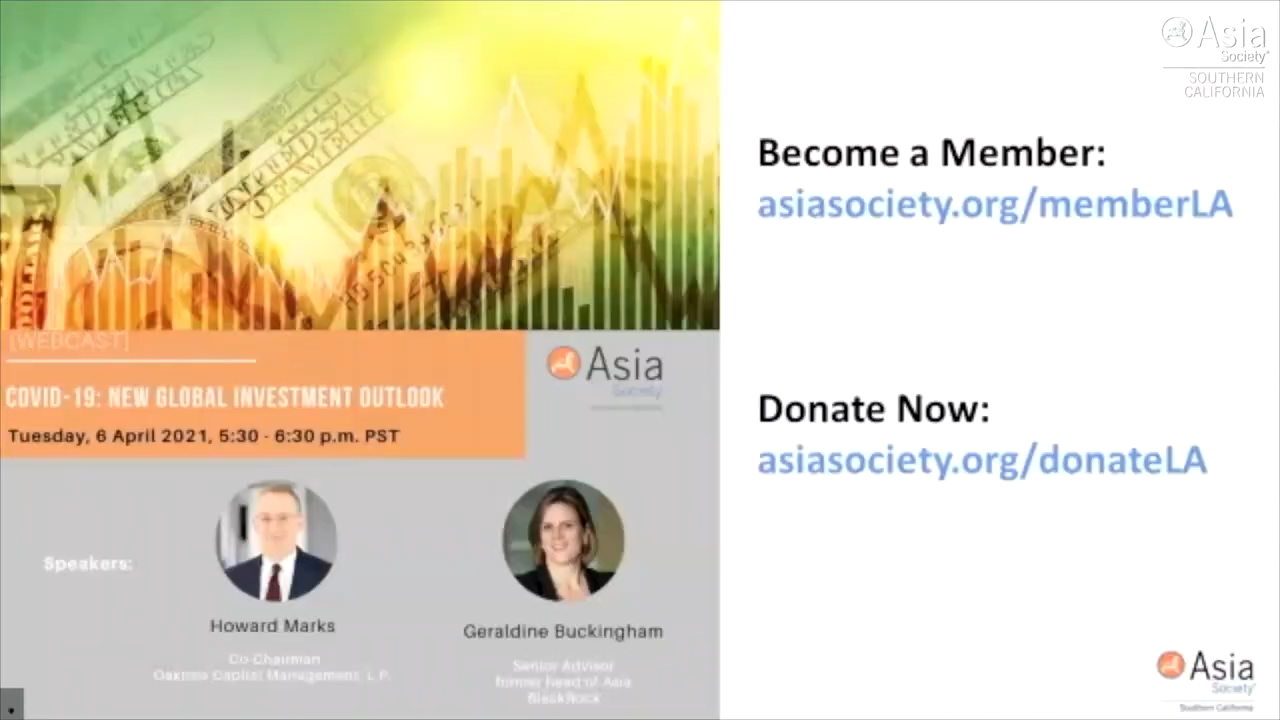 [WEBCAST]
COVID-19: NEW GLOBAL INVESTMENT OUTLOOK
Tuesday, 6 April 2021, 5:30 - 6:30 p.m. PST
Asia
Society
Speakers:
Howard Marks
Co-Chairman
Oaktree Capital Management, L.P.
Geraldine Buckingham
Senior Advisor
former head of Asia
BlackRock
Asia
Society
SOUTHERN
CALIFORNIA
Become a Member:
asiasociety.org/memberLA
Donate Now:
asiasociety.org/donateLA
Asia
Society
Southern California